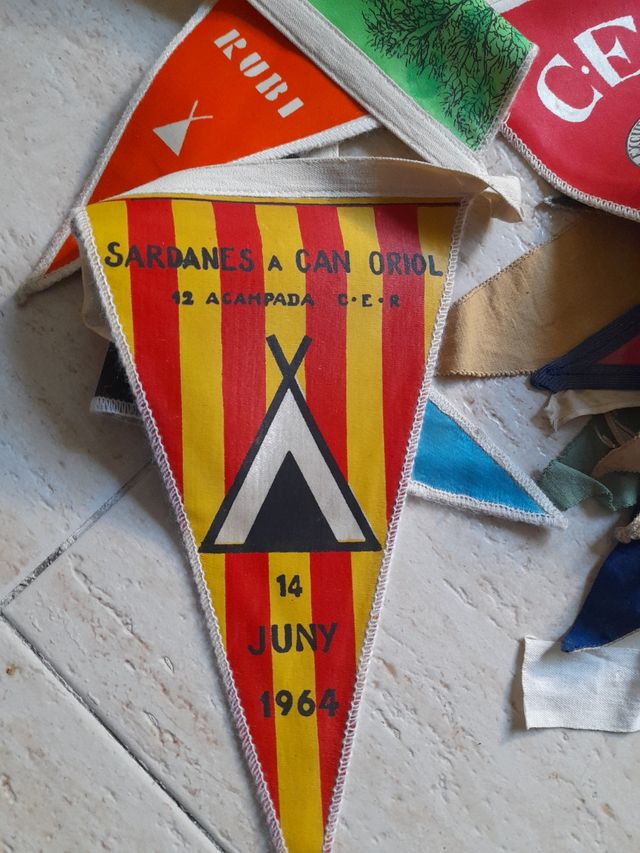 RUBI
C.E
SARDANES A CAN ORIOL
12 ACAMPADA C.E.R
14
JUNY
1964